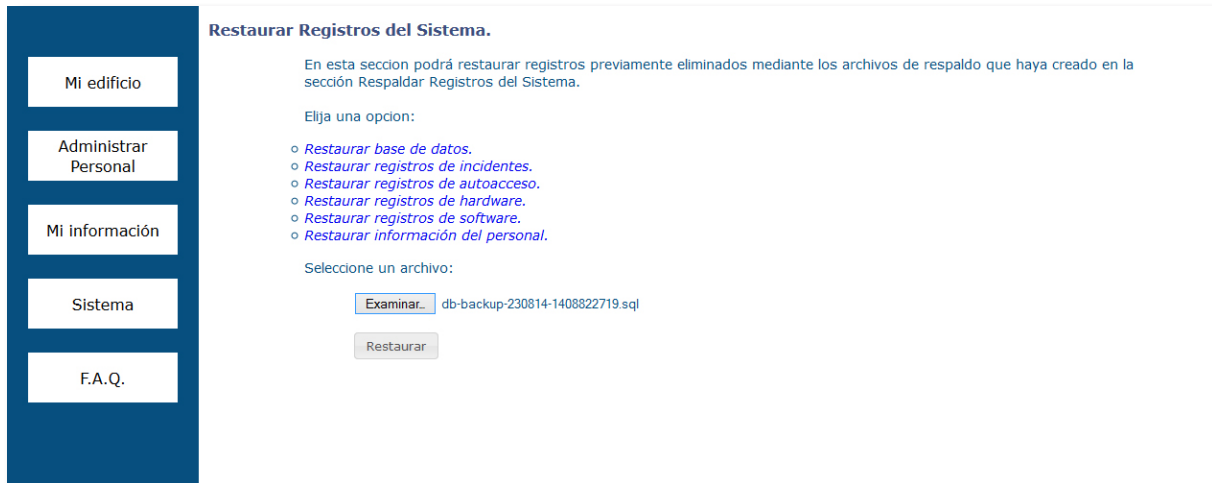 Restaurar Registros del Sistema.
En esta seccion podrá restaurar registros previamente eliminados mediante los archivos de respaldo que haya creado en la
sección Respaldar Registros del Sistema.
Elija una opcion:
Restaurar base de datos.
Restaurar registros de incidentes.
Restaurar registros de autoacceso.
Restaurar registros de hardware.
Restaurar registros de software.
Restaurar información del personal.
Seleccione un archivo:
Examinar... db-backup-230814-1408822719.sql
Restaurar
Mi edificio
Administrar
Personal
Mi información
Sistema
F.A.Q.